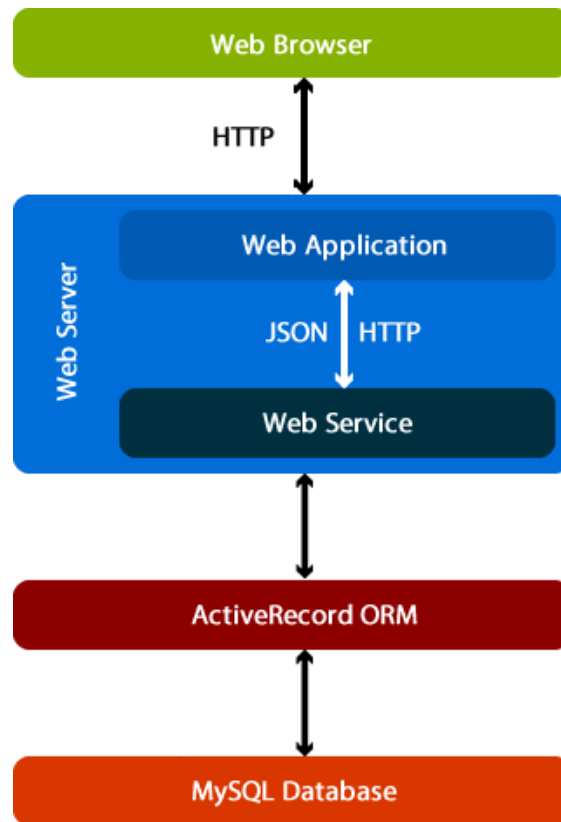 Web Browser
HTTP
Web Server
Web Application
JSON HTTP
Web Service
ActiveRecord ORM
MySQL Database